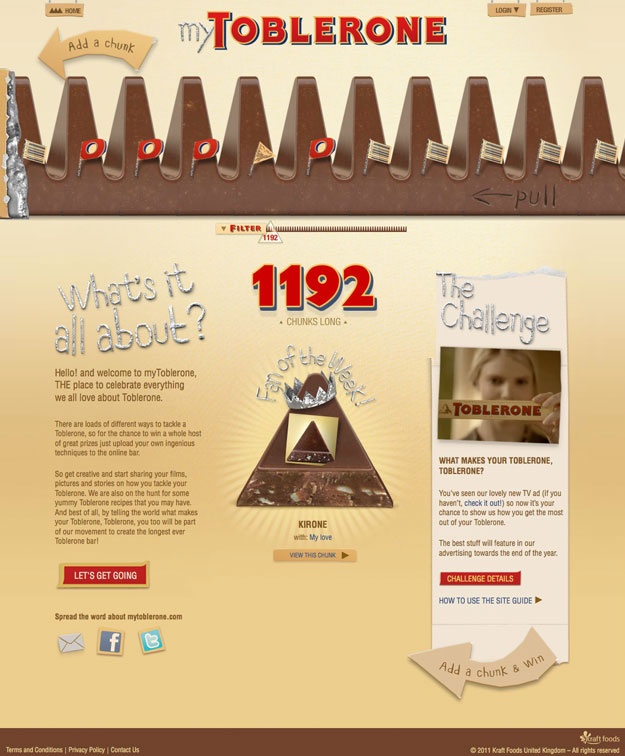 HOME
LOGIN
REGISTER
Add a chunk
myTOBLERONE
pull
FILTER
1192
What's it
all about?
Hello! and welcome to myToblerone,
THE place to celebrate everything
we all love about Toblerone.
There are loads of different ways to tackle a
Toblerone, so for the chance to win a whole host
of great prizes just upload your own ingenious
techniques to the online bar.
So get creative and start sharing your films,
pictures and stories on how you tackle your
Toblerone. We are also on the hunt for some
yummy Toblerone recipes that you may have.
And best of all, by telling the world what makes
your Toblerone, Toblerone, you too will be part
of our movement to create the longest ever
Toblerone bar!
LET'S GET GOING
Spread the word about mytoblerone.com
1192
• CHUNKS LONG •
Fan of the Week!
KIRONE
with: My love
VIEW THIS CHUNK
The
Challenge
TOBLERONE
WHAT MAKES YOUR TOBLERONE,
TOBLERONE?
You've seen our lovely new TV ad (if you
haven't, check it out!) so now it's your
chance to show us how you get the most
out of your Toblerone.
The best stuff will feature in our
advertising towards the end of the year.
CHALLENGE DETAILS
HOW TO USE THE SITE GUIDE
Add a chunk & Win
kraft foods
Terms and Conditions | Privacy Policy | Contact Us
© 2011 Kraft Foods United Kingdom – All rights reserved